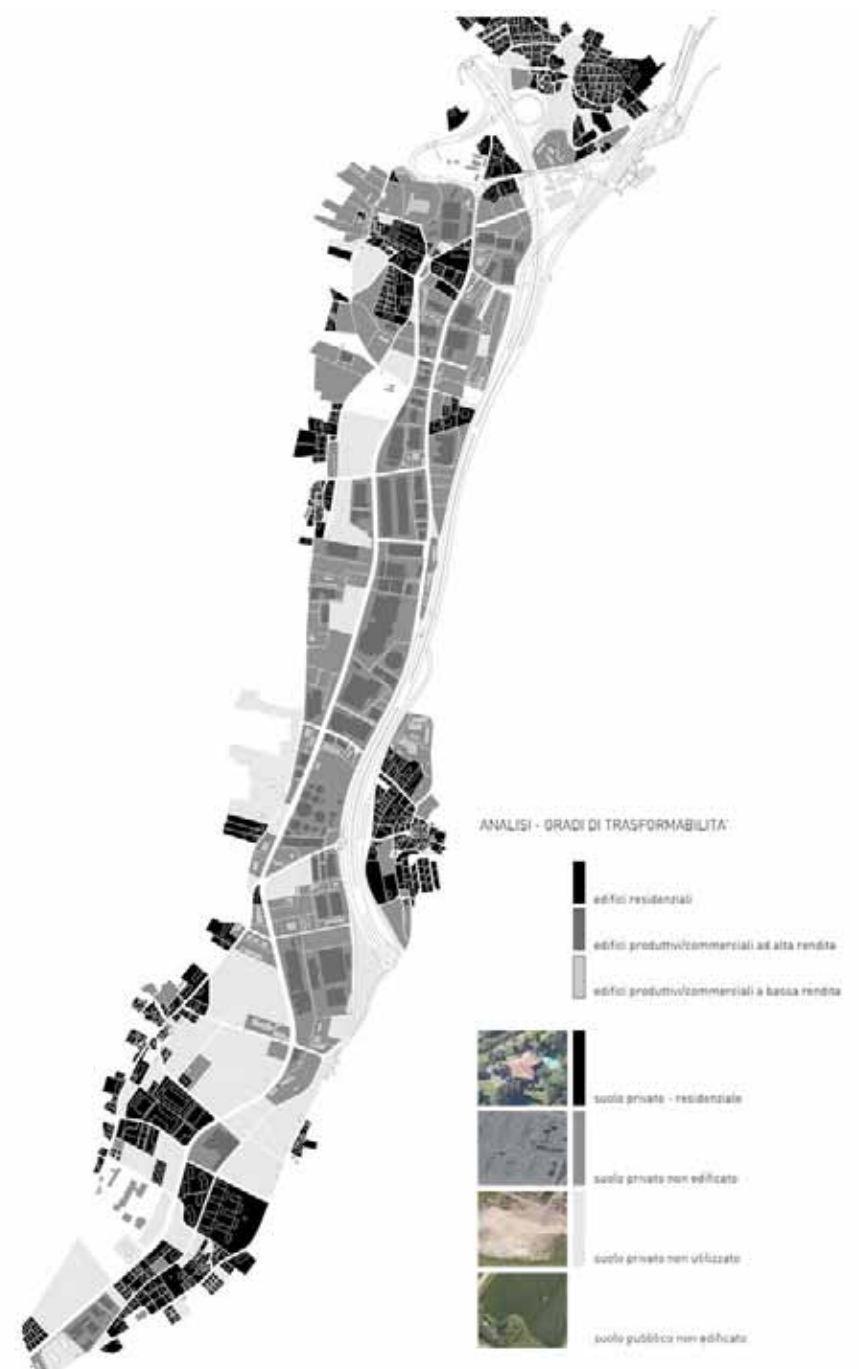 ANALISI - GRADI DI TRASFORMABILITA'
edifici residenziali
edifici produttivi/commerciali ad alta rendita
edifici produttivi/commerciali a bassa rendita
suolo privato - residenziale
suolo privato non edificato
suolo privato non utilizzato
suolo pubblico non edificato